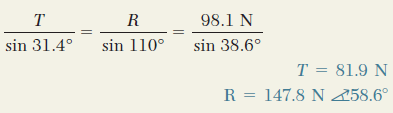 T / sin 31.4° = R / sin 110° = 98.1 N / sin 38.6°
T = 81.9 N
R = 147.8 N ⦨58.6°